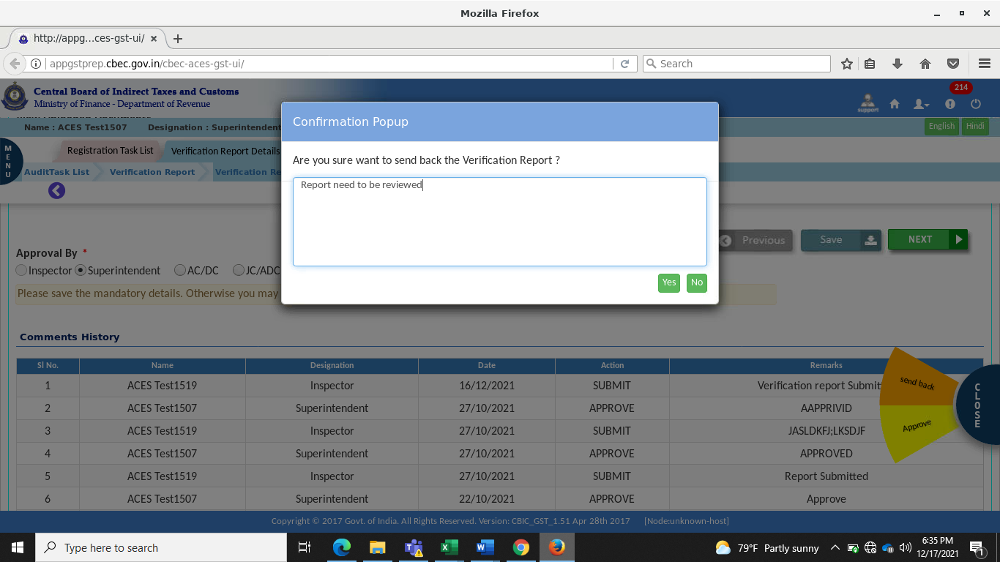 Mozilla Firefox
http://appg...ces-gst-ui/
appgstprep.cbec.gov.in/cbec-aces-gst-ui/
Search
Central Board of Indirect Taxes and Customs
Ministry of Finance - Department of Revenue
support
214
Name : ACES Test1507 Designation : Superintendent
English Hindi
MENU
Registration Task List Verification Report Details
AuditTask List Verification Report Verification Re
Confirmation Popup
Are you sure want to send back the Verification Report ?
Report need to be reviewed
Yes No
Previous Save NEXT
Approval By *
Inspector Superintendent AC/DC JC/ADC
Please save the mandatory details. Otherwise you may
Comments History
Sl No. Name Designation Date Action Remarks
1 ACES Test1519 Inspector 16/12/2021 SUBMIT Verification report Submit
2 ACES Test1507 Superintendent 27/10/2021 APPROVE AAPPRIVID
3 ACES Test1519 Inspector 27/10/2021 SUBMIT JASLDKFJ;LKSDJF
4 ACES Test1507 Superintendent 27/10/2021 APPROVE APPROVED
5 ACES Test1519 Inspector 27/10/2021 SUBMIT Report Submitted
6 ACES Test1507 Superintendent 22/10/2021 APPROVE Approve
send back
Approve
CLOSE
Copyright © 2017 Govt. of India. All Rights Reserved. Version: CBIC_GST_1.51 Apr 28th 2017 [Node:unknown-host]
Type here to search
79°F Partly sunny
6:35 PM
12/17/2021
1